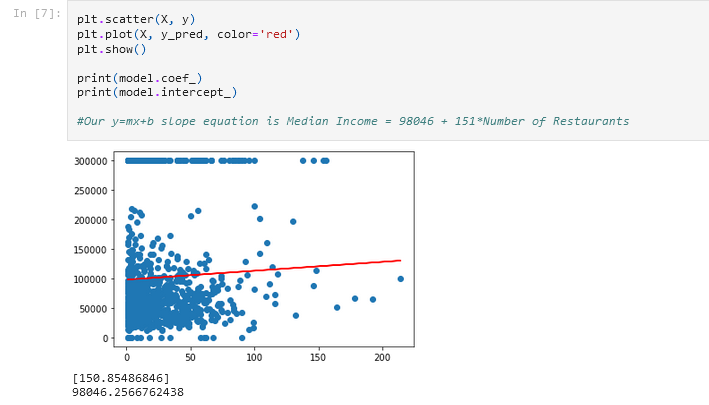 In [7]:
plt.scatter(X, y)
plt.plot(X, y_pred, color='red')
plt.show()
print(model.coef_)
print(model.intercept_)
#Our y=mx+b slope equation is Median Income = 98046 + 151*Number of Restaurants
300000
250000
200000
150000
100000
50000
0
0 50 100 150 200
[150.85486846]
98046.2566762438